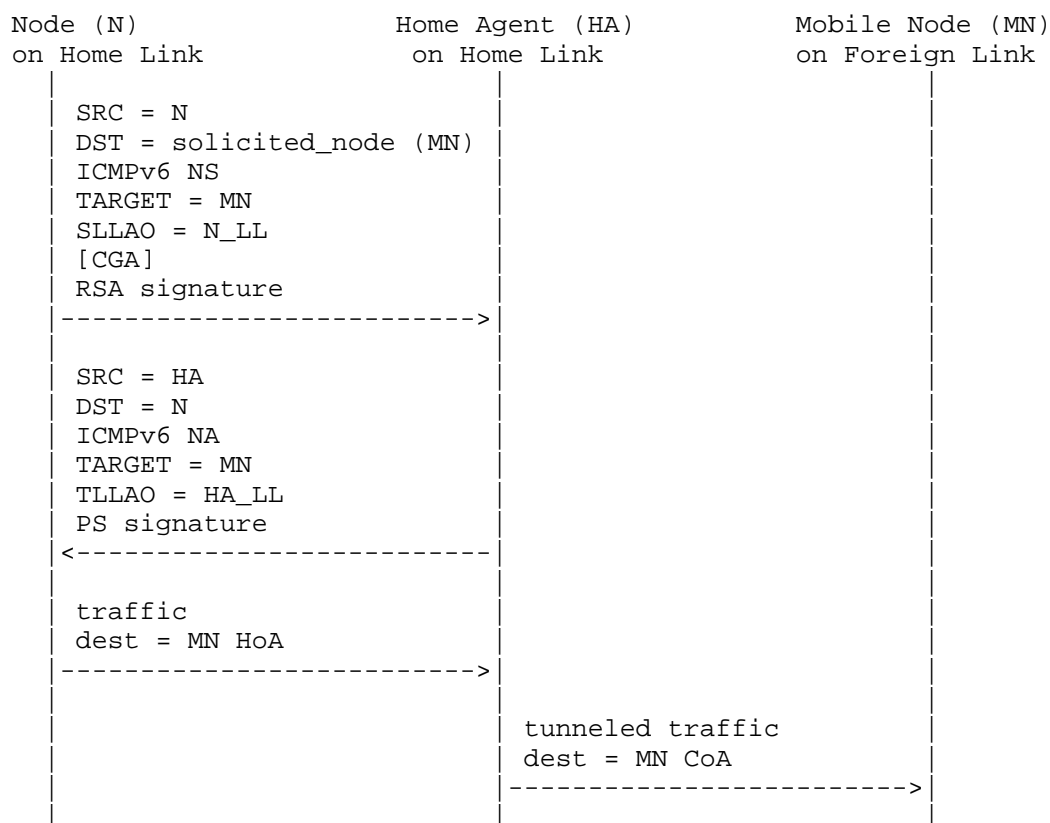 Node (N) Home Agent (HA) Mobile Node (MN)
on Home Link on Home Link on Foreign Link
SRC = N
DST = solicited_node (MN)
ICMPv6 NS
TARGET = MN
SLLAO = N_LL
[CGA]
RSA signature
SRC = HA
DST = N
ICMPv6 NA
TARGET = MN
TLLAO = HA_LL
PS signature
traffic
dest = MN HoA
tunneled traffic
dest = MN CoA